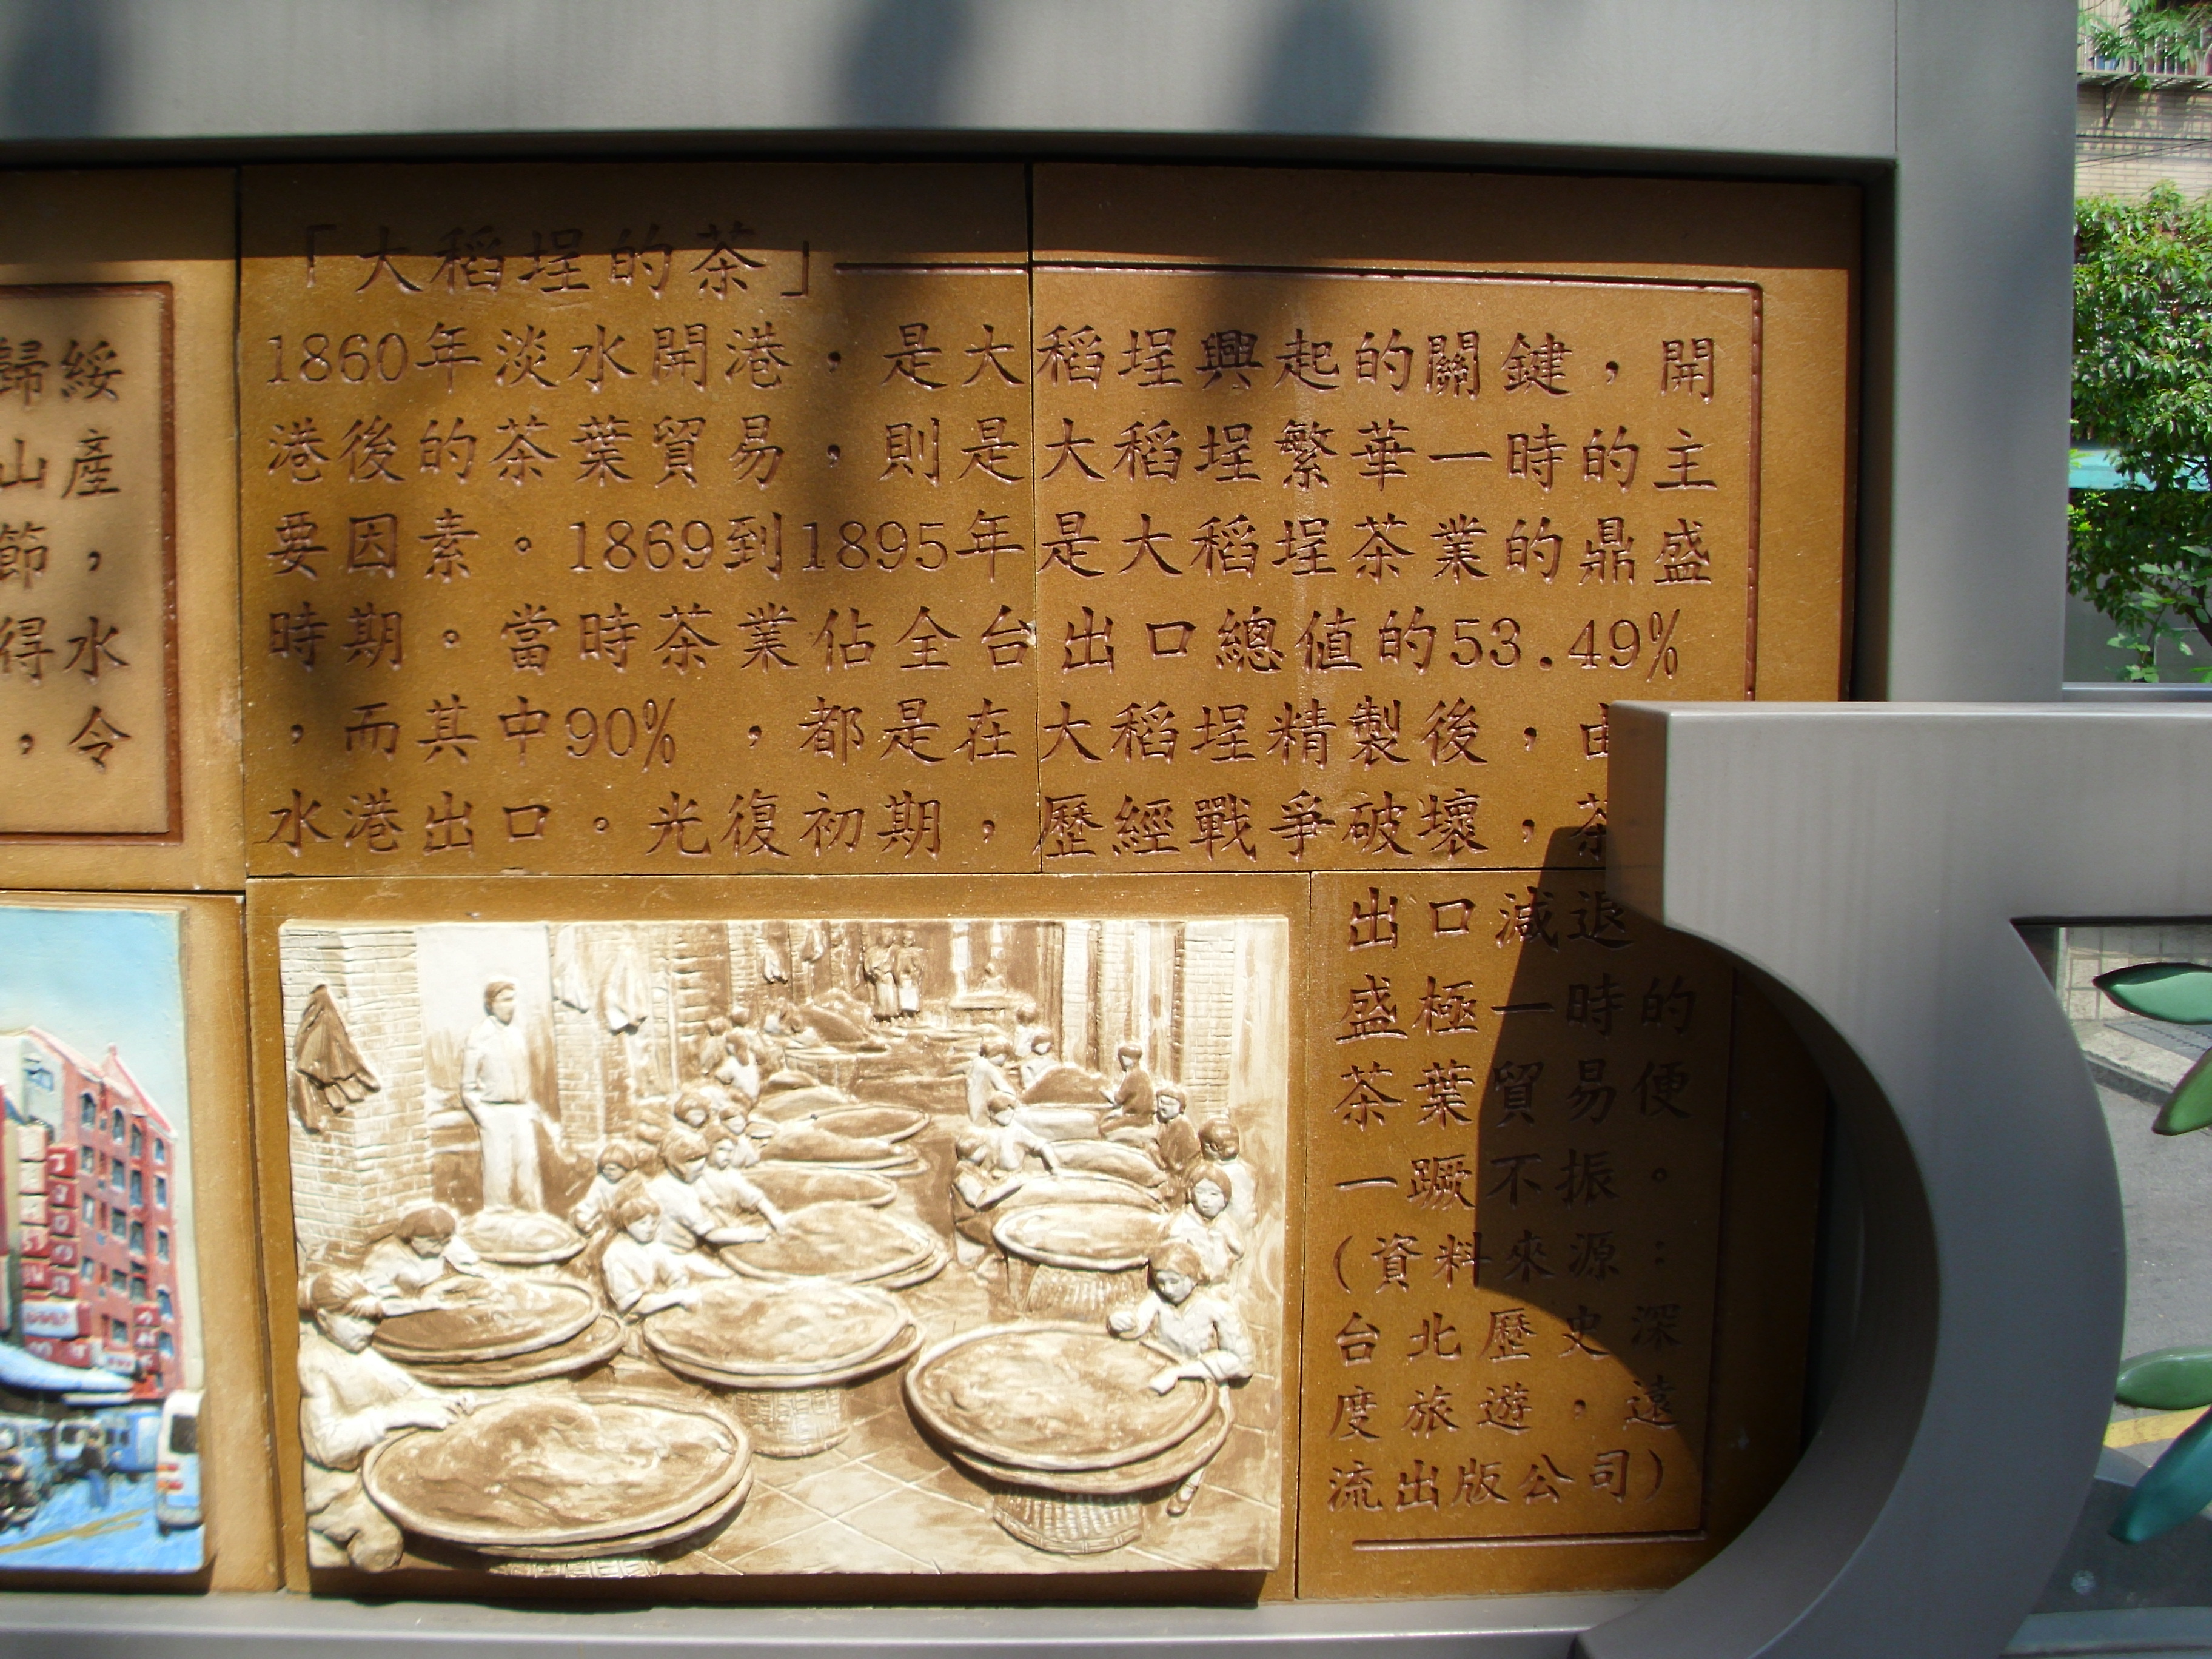 歸綏
山產
節，
得水
，令
「大稻埕的茶」
1860年淡水開港，是大稻埕興起的關鍵，開
港後的茶葉貿易，則是大稻埕繁華一時的主
要因素。1869到1895年是大稻埕茶業的鼎盛
時期。當時茶業佔全台出口總值的53.49%
，而其中90%，都是在大稻埕精製後，由
水港出口。光復初期，歷經戰爭破壞，茶
出口減退
盛極一時的
茶葉貿易便
一蹶不振。
(資料來源：
台北歷史深
度旅遊，遠
流出版公司)